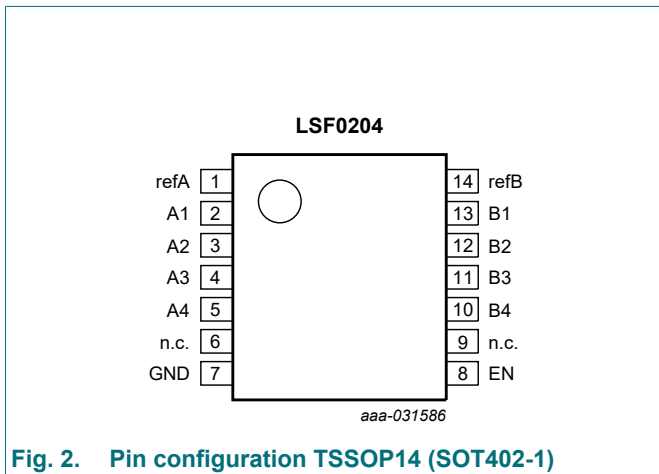 LSF0204
refA 1 14 refB
A1 2 13 B1
A2 3 12 B2
A3 4 11 B3
A4 5 10 B4
n.c. 6 9 n.c.
GND 7 8 EN
aaa-031586
Fig. 2. Pin configuration TSSOP14 (SOT402-1)